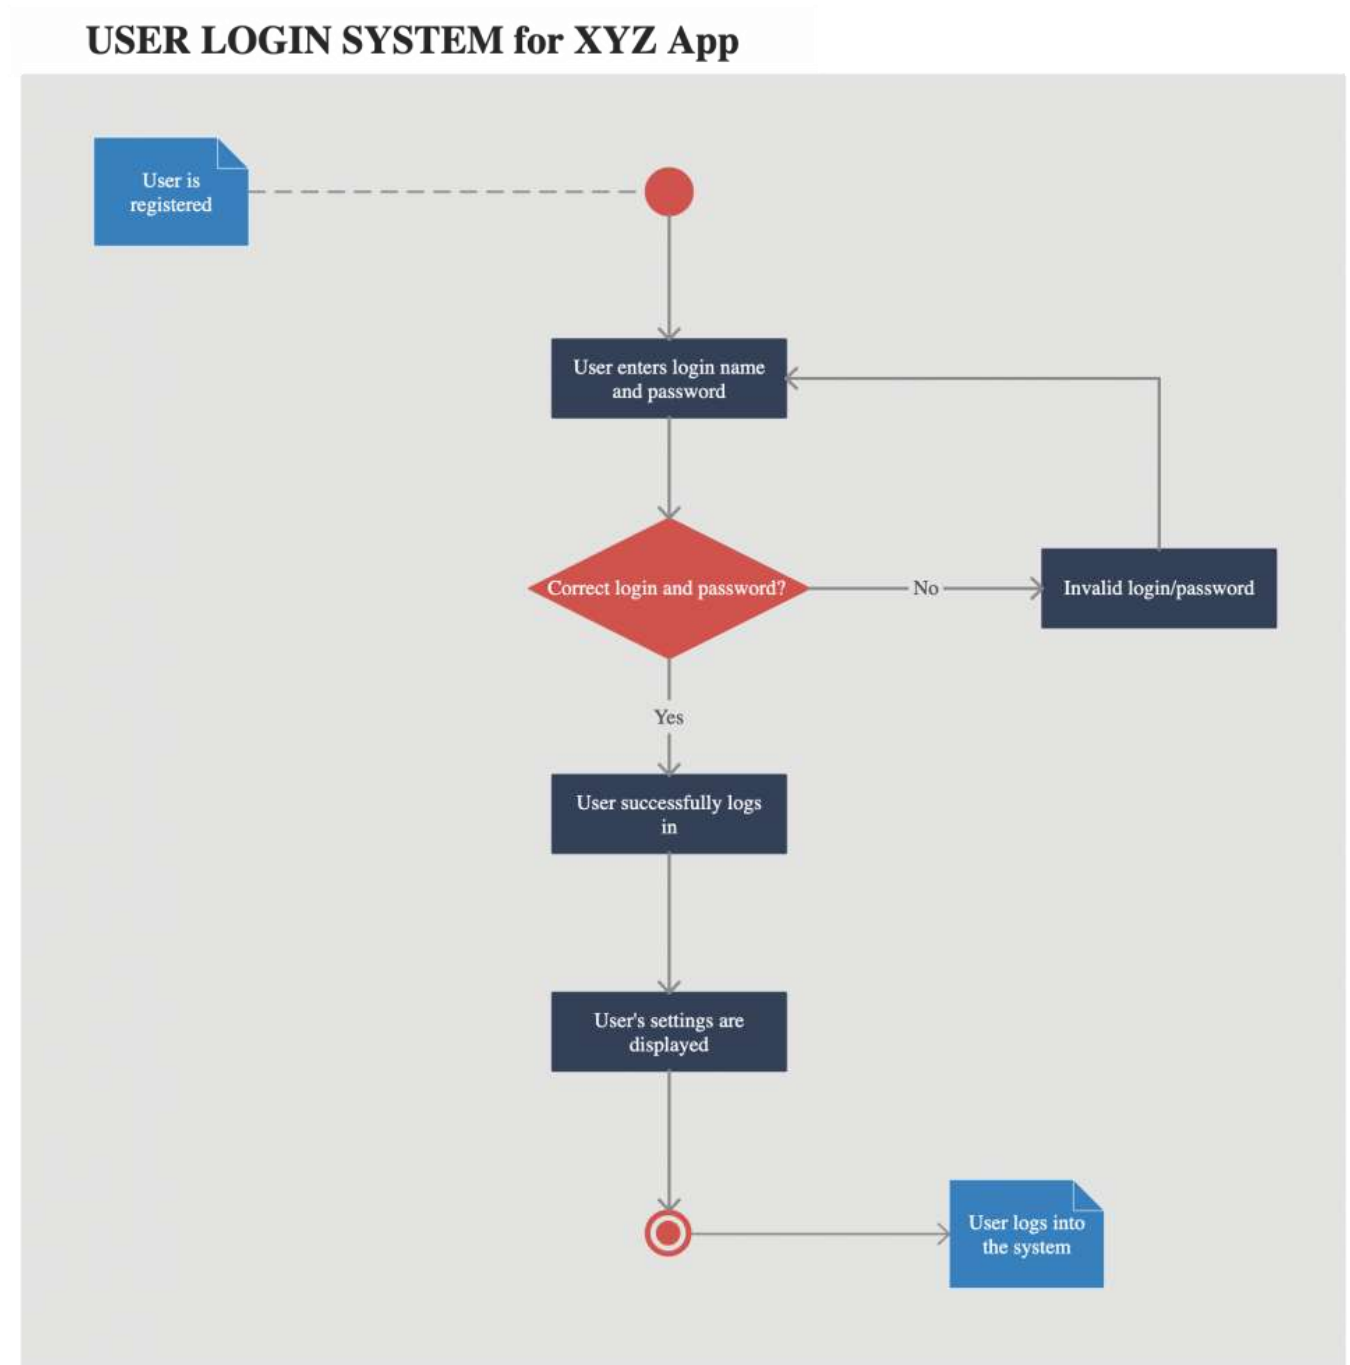 USER LOGIN SYSTEM for XYZ App
User is
registered
User enters login name
and password
Correct login and password?
No
Invalid login/password
Yes
User successfully logs
in
User's settings are
displayed
User logs into
the system